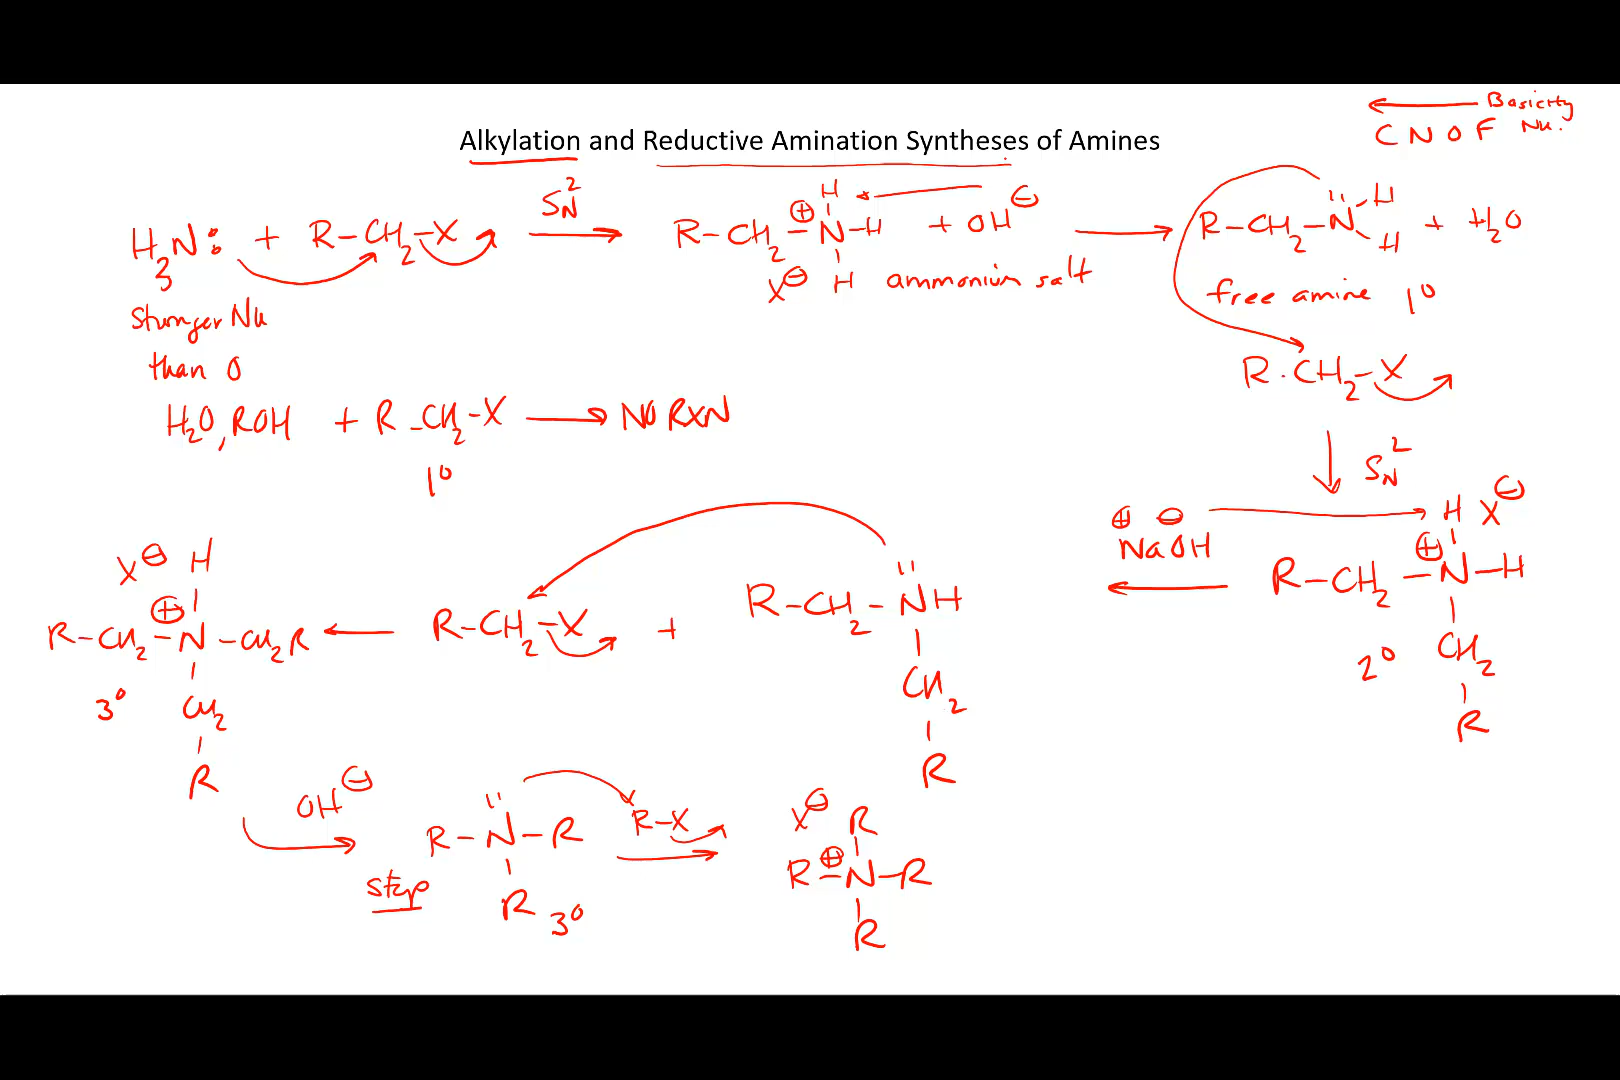 ← Basicity
C N O F Nu.
Alkylation and Reductive Amination Syntheses of Amines
H₃N: + R-CH₂-X SN2 → R-CH₂-N⊕-H H H X⊖ + OH⊖ → R-CH₂-N̈-H H + H₂O
ammonium salt
free amine 1°
Stronger Nu
than O
R-CH₂-X
H₂O, ROH + R-CH₂-X → NO RXN
1°
↓ SN2
⊕ ⊖
NaOH
R-CH₂-N⊕-H H X⊖
CH₂
R
2°
R-CH₂-N̈H
CH₂
R
+
R-CH₂-X
←
X⊖ H
R-CH₂-N⊕-CH₂R
3° CH₂
R
OH⊖
R-N̈-R
R 3°
stop
R-X
→
X⊖ R
R-N⊕-R
R